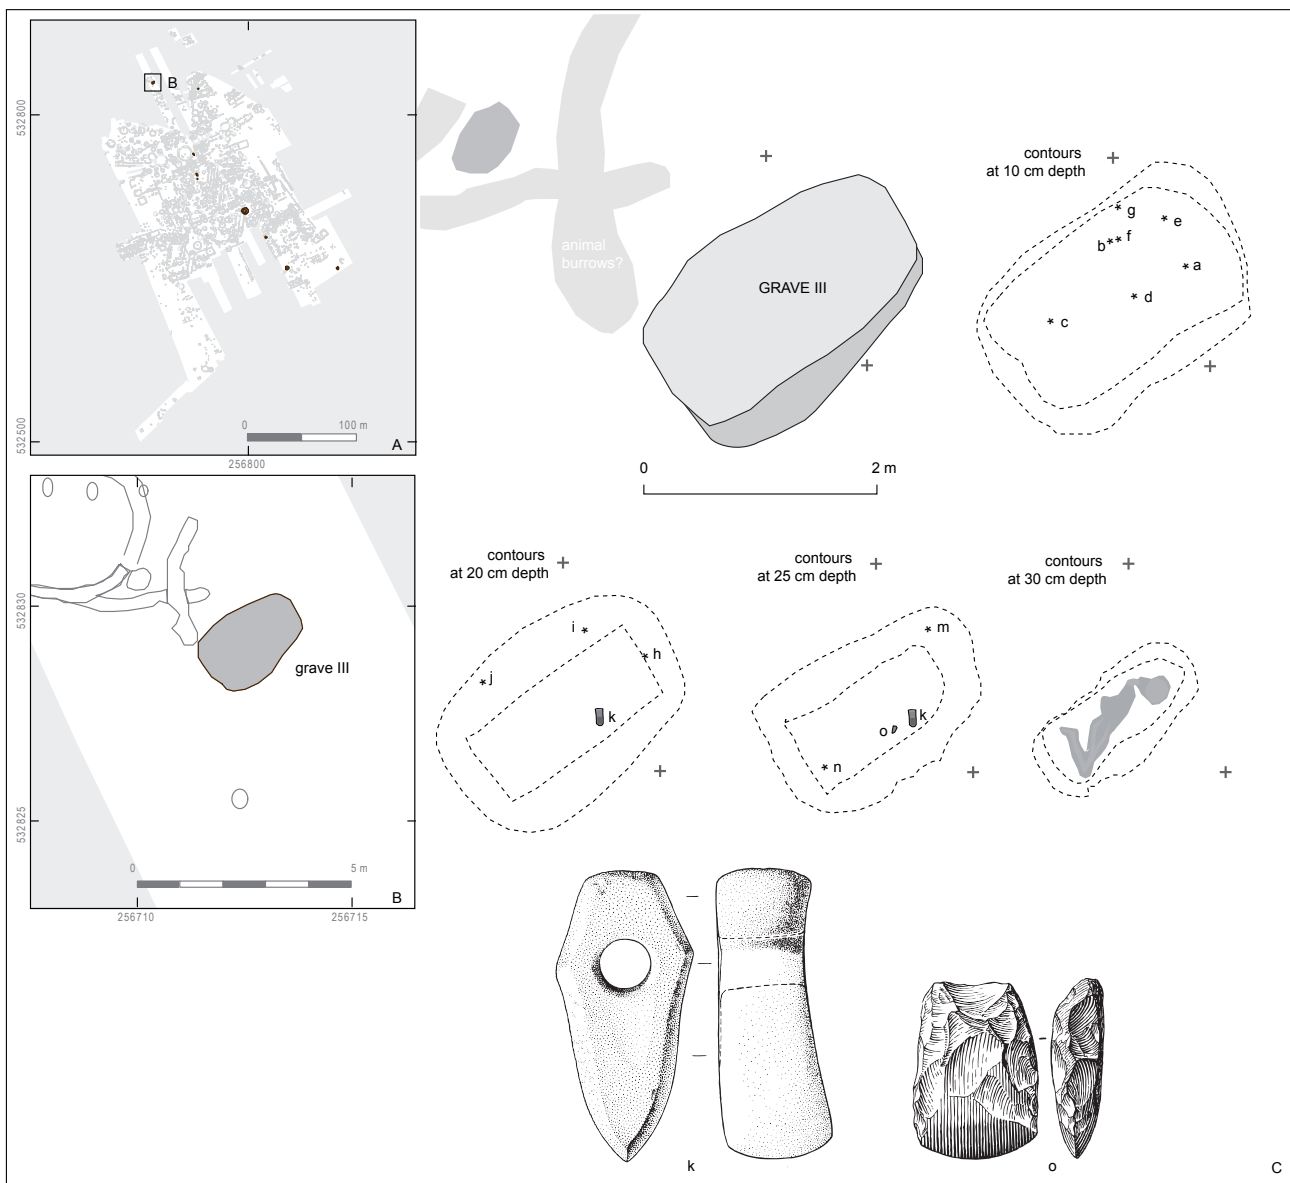 B
532800
532500
0
100 m
A
256800
animal
burrows?
GRAVE III
0
2 m
contours
at 10 cm depth
g
e
b
f
a
d
c
532830
532825
grave III
0
5 m
B
256710
256715
contours
at 20 cm depth
i
h
j
k
contours
at 25 cm depth
m
k
o
n
contours
at 30 cm depth
k
o
C